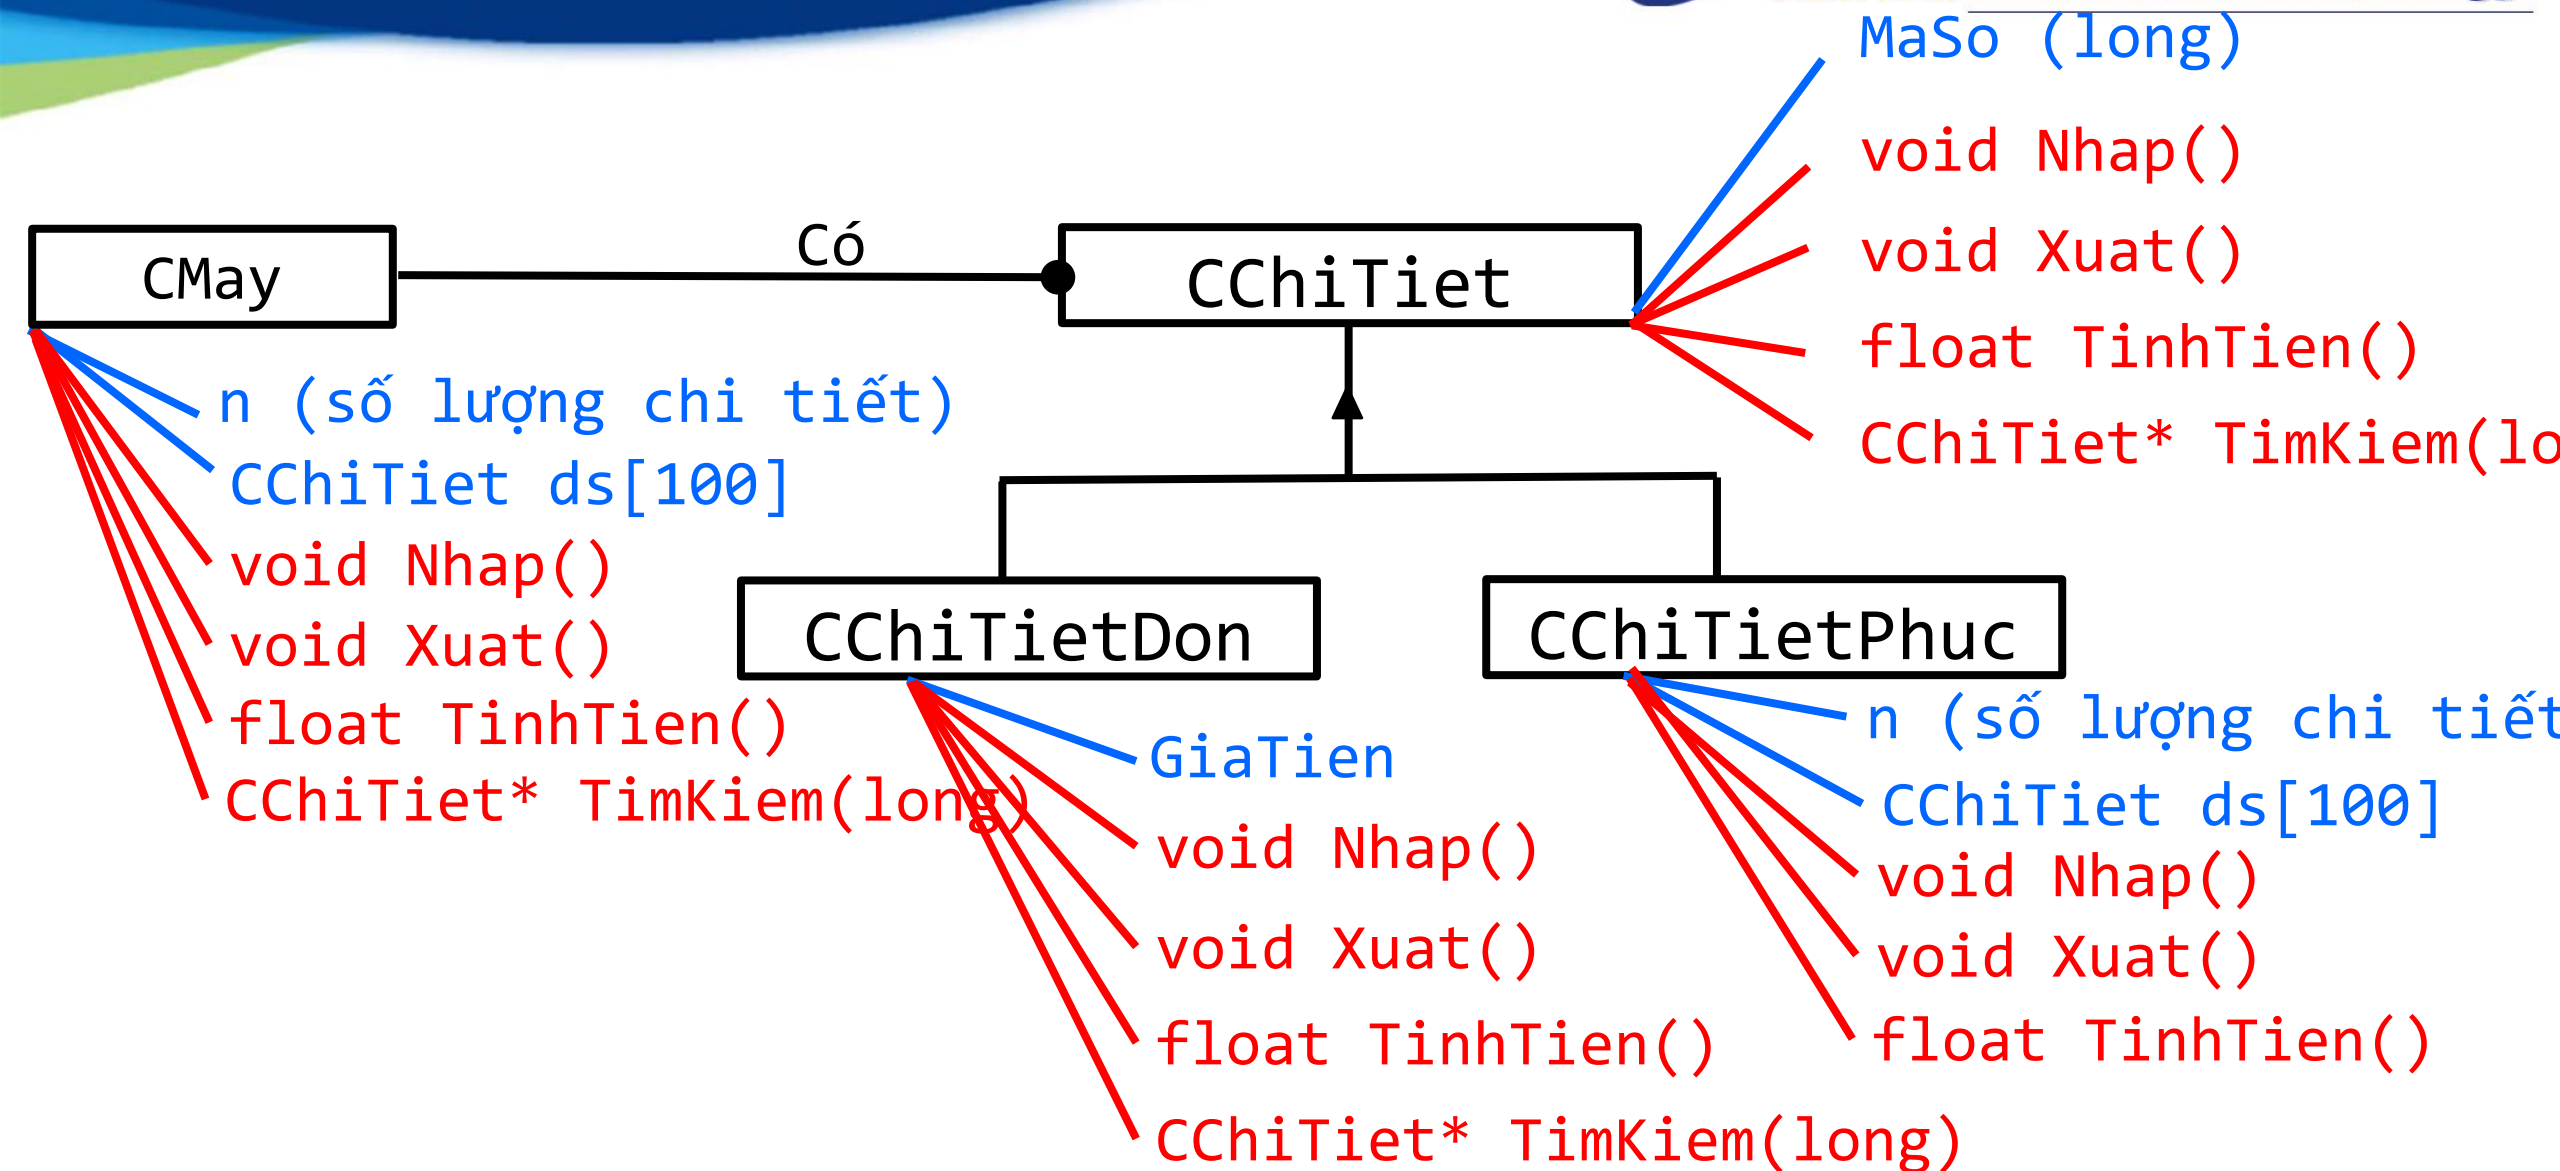 MaSo (long)
void Nhap()
void Xuat()
float TinhTien()
CChiTiet* TimKiem(lo
Có
CMay
CChiTiet
n (số lượng chi tiết)
CChiTiet ds[100]
void Nhap()
void Xuat()
float TinhTien()
CChiTiet* TimKiem(long)
CChiTietDon
GiaTien
void Nhap()
void Xuat()
float TinhTien()
CChiTiet* TimKiem(long)
CChiTietPhuc
n (số lượng chi tiết
CChiTiet ds[100]
void Nhap()
void Xuat()
float TinhTien()